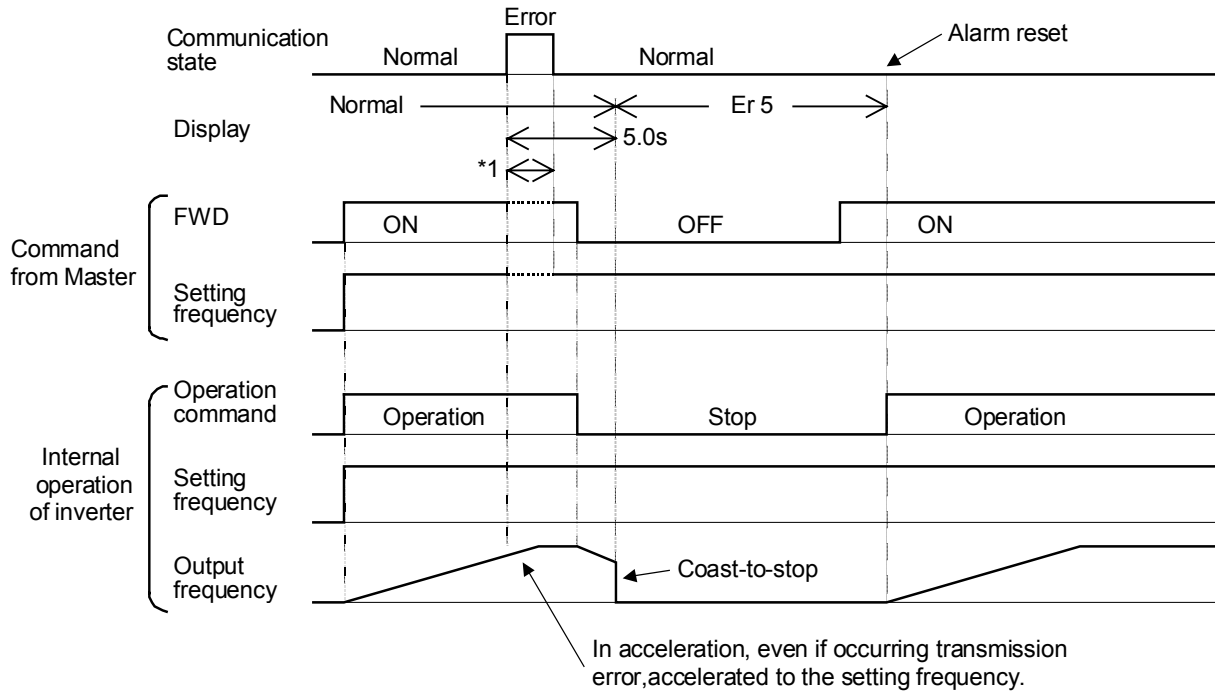 Error
Communication
state
Normal
Normal
Alarm reset
Display
Normal
Er 5
5.0s
*1
Command
from Master
FWD
ON
OFF
ON
Setting
frequency
Internal
operation
of inverter
Operation
command
Operation
Stop
Operation
Setting
frequency
Output
frequency
Coast-to-stop
In acceleration, even if occurring transmission
error,accelerated to the setting frequency.